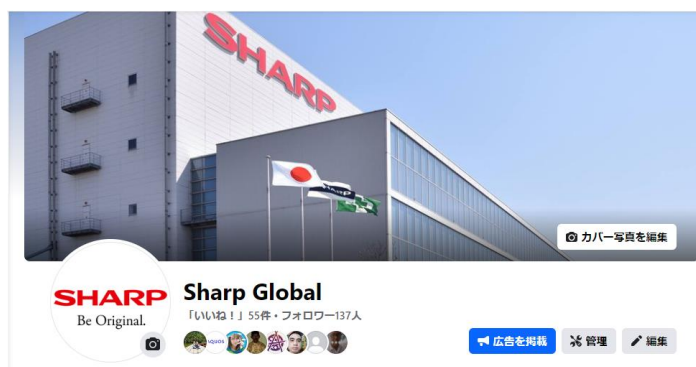 SHARP
カバー写真を編集
SHARP
Be Original.
Sharp Global
「いいね！」55件・フォロワー137人
広告を掲載
管理
編集